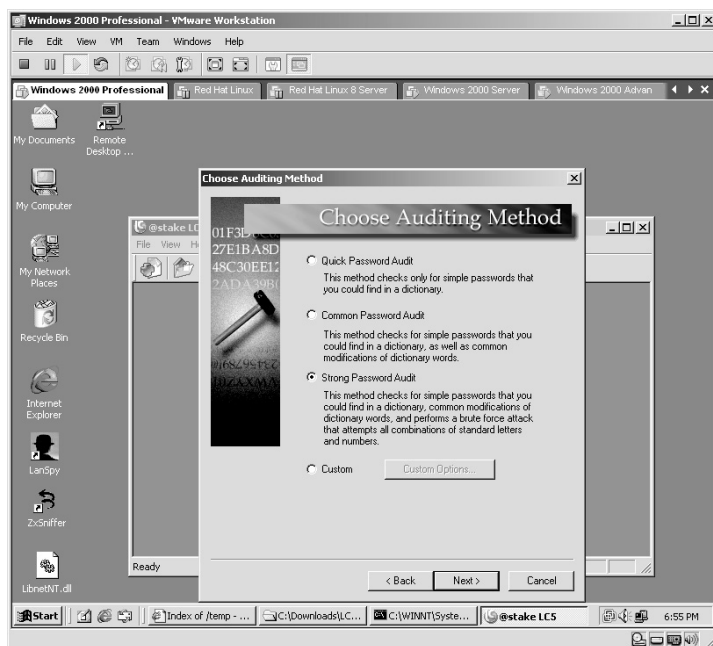 Windows 2000 Professional - VMware Workstation
File Edit View VM Team Windows Help
Windows 2000 Professional Red Hat Linux Red Hat Linux 8 Server Windows 2000 Server Windows 2000 Advan
My Documents
Remote Desktop ...
My Computer
My Network Places
Recycle Bin
Internet Explorer
LanSpy
ZxSniffer
LibnetNT.dll
@stake LC
File View H
Ready
Choose Auditing Method
Choose Auditing Method
01F3D
27E1BA8D
48C30EE12
2ADA39B
Quick Password Audit
This method checks only for simple passwords that
you could find in a dictionary.
Common Password Audit
This method checks for simple passwords that you
could find in a dictionary, as well as common
modifications of dictionary words.
Strong Password Audit
This method checks for simple passwords that you
could find in a dictionary, common modifications of
dictionary words, and performs a brute force attack
that attempts all combinations of standard letters
and numbers.
Custom Custom Options...
< Back Next > Cancel
Start Index of /temp - ... C:\Downloads\LC... C:\WINNT\Syste... @stake LC5 6:55 PM